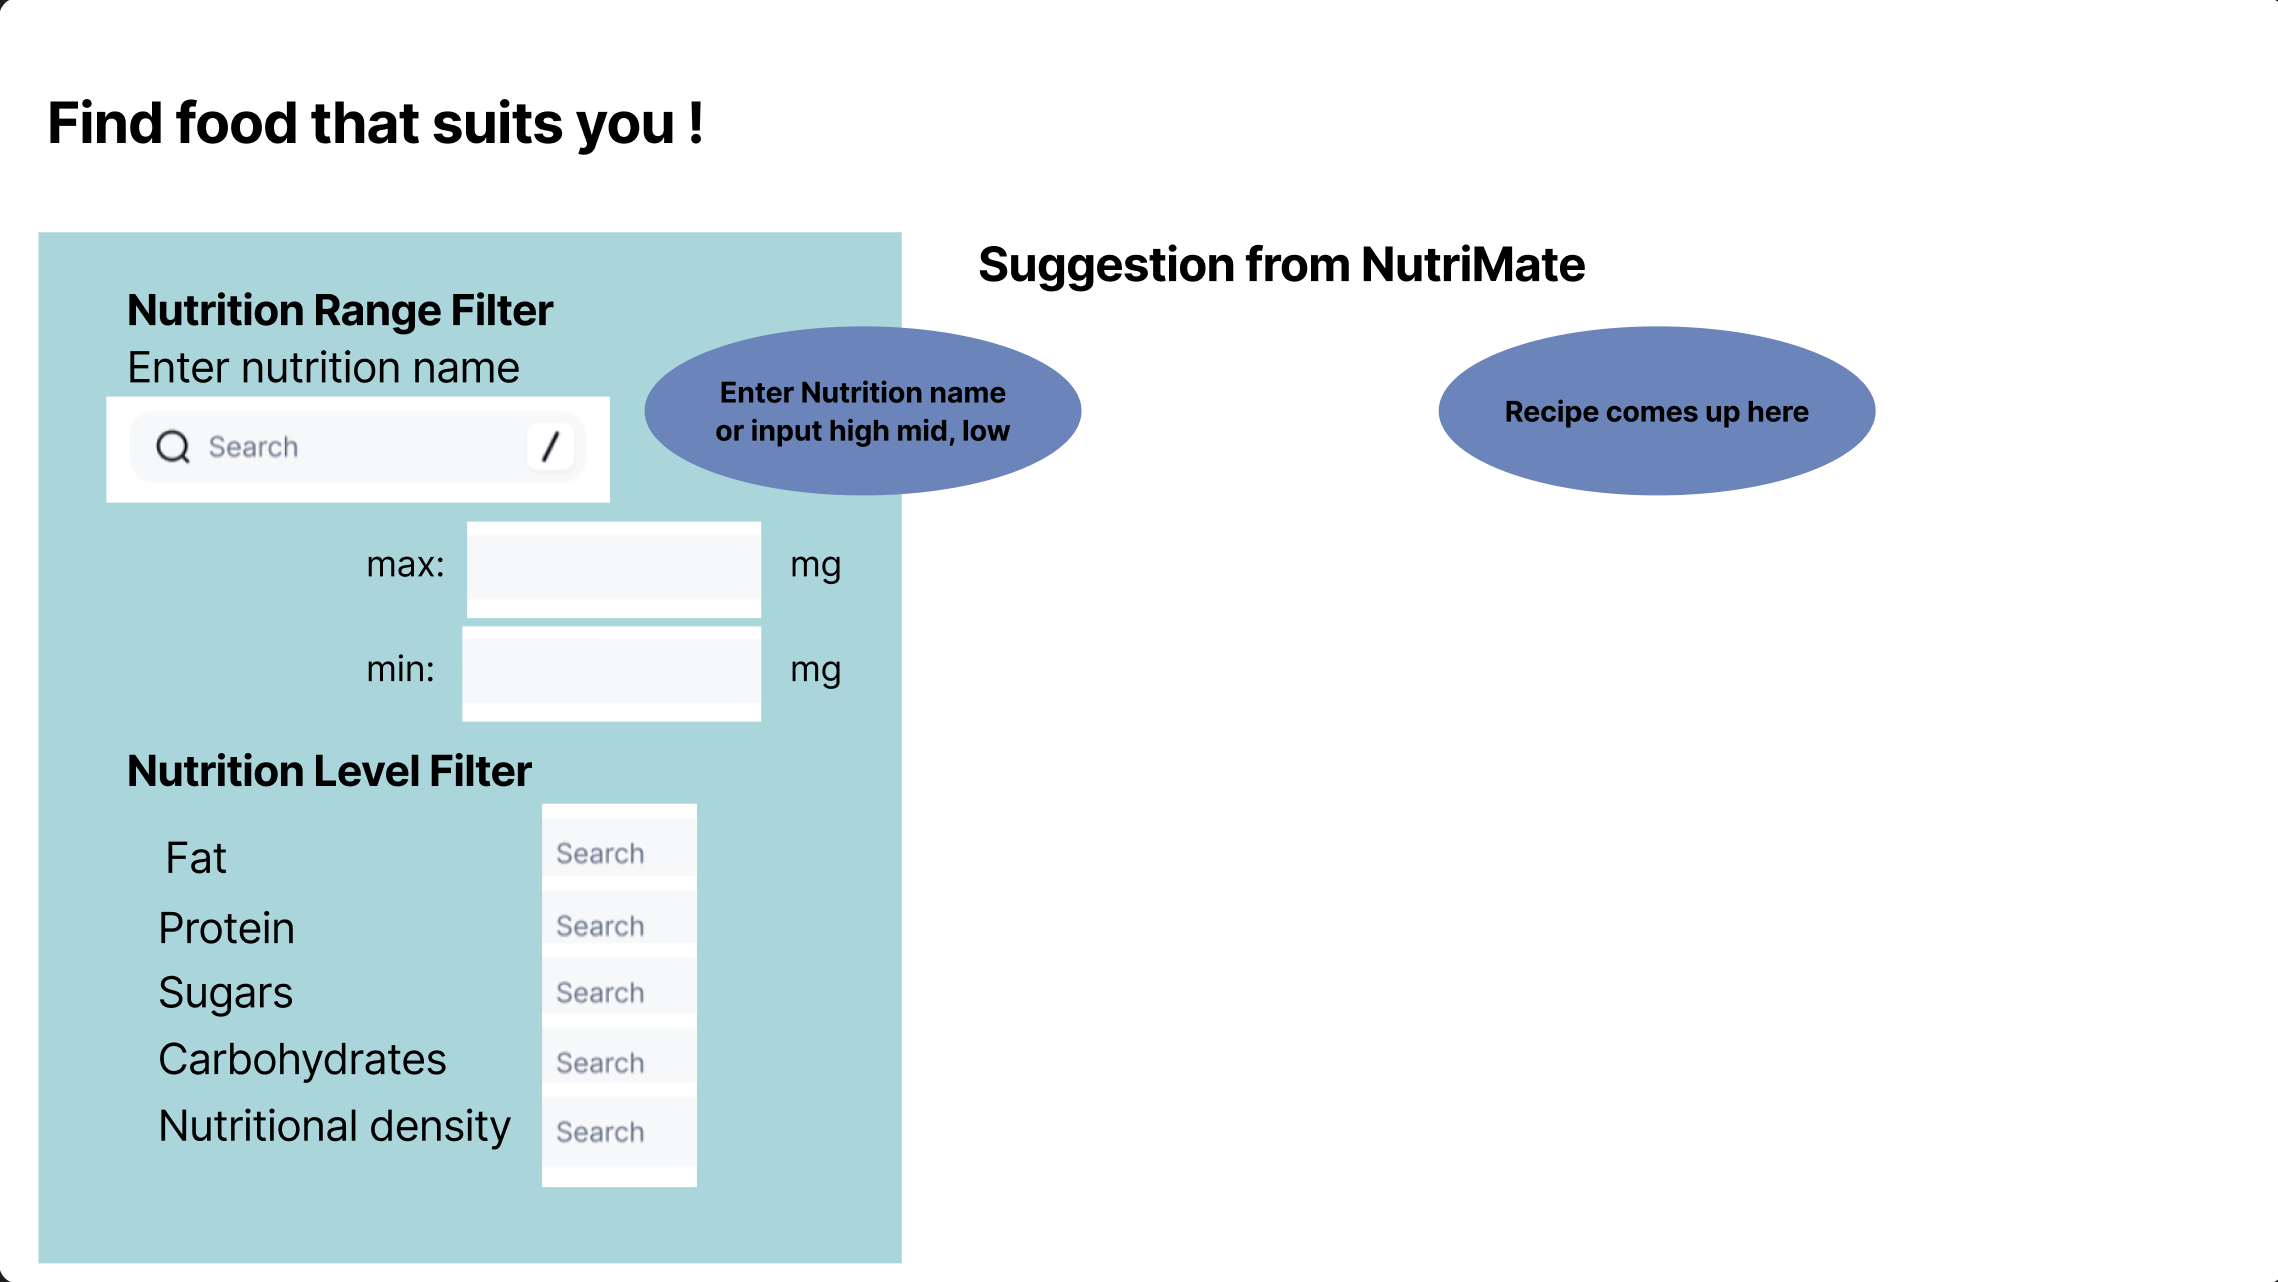 Find food that suits you !
Nutrition Range Filter
Enter nutrition name
Search
/
max:
mg
min:
mg
Nutrition Level Filter
Fat
Search
Protein
Search
Sugars
Search
Carbohydrates
Search
Nutritional density
Search
Enter Nutrition name
or input high mid, low
Suggestion from NutriMate
Recipe comes up here